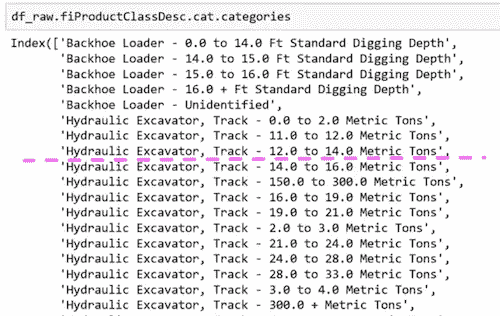 df_raw.fiProductClassDesc.cat.categories
Index(['Backhoe Loader - 0.0 to 14.0 Ft Standard Digging Depth',
'Backhoe Loader - 14.0 to 15.0 Ft Standard Digging Depth',
'Backhoe Loader - 15.0 to 16.0 Ft Standard Digging Depth',
'Backhoe Loader - 16.0 + Ft Standard Digging Depth',
'Backhoe Loader - Unidentified',
'Hydraulic Excavator, Track - 0.0 to 2.0 Metric Tons',
'Hydraulic Excavator, Track - 11.0 to 12.0 Metric Tons',
'Hydraulic Excavator, Track - 12.0 to 14.0 Metric Tons',
'Hydraulic Excavator, Track - 14.0 to 16.0 Metric Tons',
'Hydraulic Excavator, Track - 150.0 to 300.0 Metric Tons',
'Hydraulic Excavator, Track - 16.0 to 19.0 Metric Tons',
'Hydraulic Excavator, Track - 19.0 to 21.0 Metric Tons',
'Hydraulic Excavator, Track - 2.0 to 3.0 Metric Tons',
'Hydraulic Excavator, Track - 21.0 to 24.0 Metric Tons',
'Hydraulic Excavator, Track - 24.0 to 28.0 Metric Tons',
'Hydraulic Excavator, Track - 28.0 to 33.0 Metric Tons',
'Hydraulic Excavator, Track - 3.0 to 4.0 Metric Tons',
'Hydraulic Excavator, Track - 300.0 + Metric Tons',